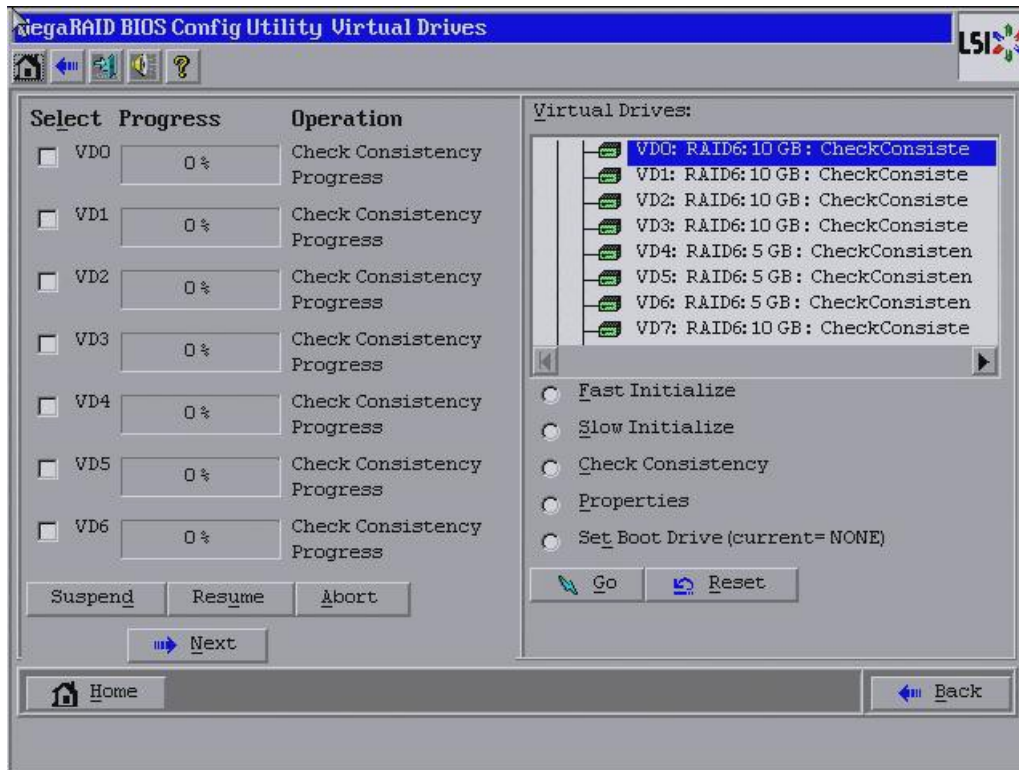 MegaRAID BIOS Config Utility Virtual Drives
LSI
Select Progress Operation
VD0 0 % Check Consistency
Progress
VD1 0 % Check Consistency
Progress
VD2 0 % Check Consistency
Progress
VD3 0 % Check Consistency
Progress
VD4 0 % Check Consistency
Progress
VD5 0 % Check Consistency
Progress
VD6 0 % Check Consistency
Progress
Suspend Resume Abort
Next
Virtual Drives:
VD0: RAID6: 10 GB : CheckConsiste
VD1: RAID6: 10 GB : CheckConsiste
VD2: RAID6: 10 GB : CheckConsiste
VD3: RAID6: 10 GB : CheckConsiste
VD4: RAID6: 5 GB : CheckConsisten
VD5: RAID6: 5 GB : CheckConsisten
VD6: RAID6: 5 GB : CheckConsisten
VD7: RAID6: 10 GB : CheckConsiste
Fast Initialize
Slow Initialize
Check Consistency
Properties
Set Boot Drive (current= NONE)
Go Reset
Home Back